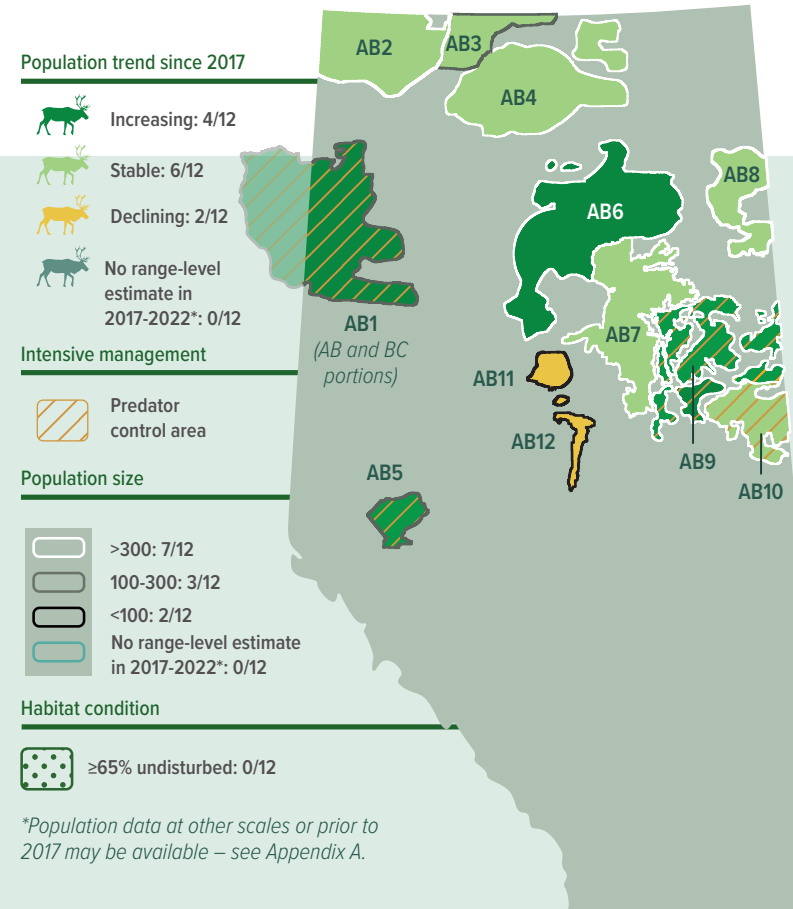 Population trend since 2017
Increasing: 4/12
Stable: 6/12
Declining: 2/12
No range-level
estimate in
2017-2022*: 0/12
Intensive management
Predator
control area
Population size
>300: 7/12
100-300: 3/12
<100: 2/12
No range-level estimate
in 2017-2022*: 0/12
Habitat condition
≥65% undisturbed: 0/12
*Population data at other scales or prior to
2017 may be available – see Appendix A.
AB2
AB3
AB4
AB8
AB6
AB1
(AB and BC
portions)
AB7
AB11
AB12
AB9
AB5
AB10